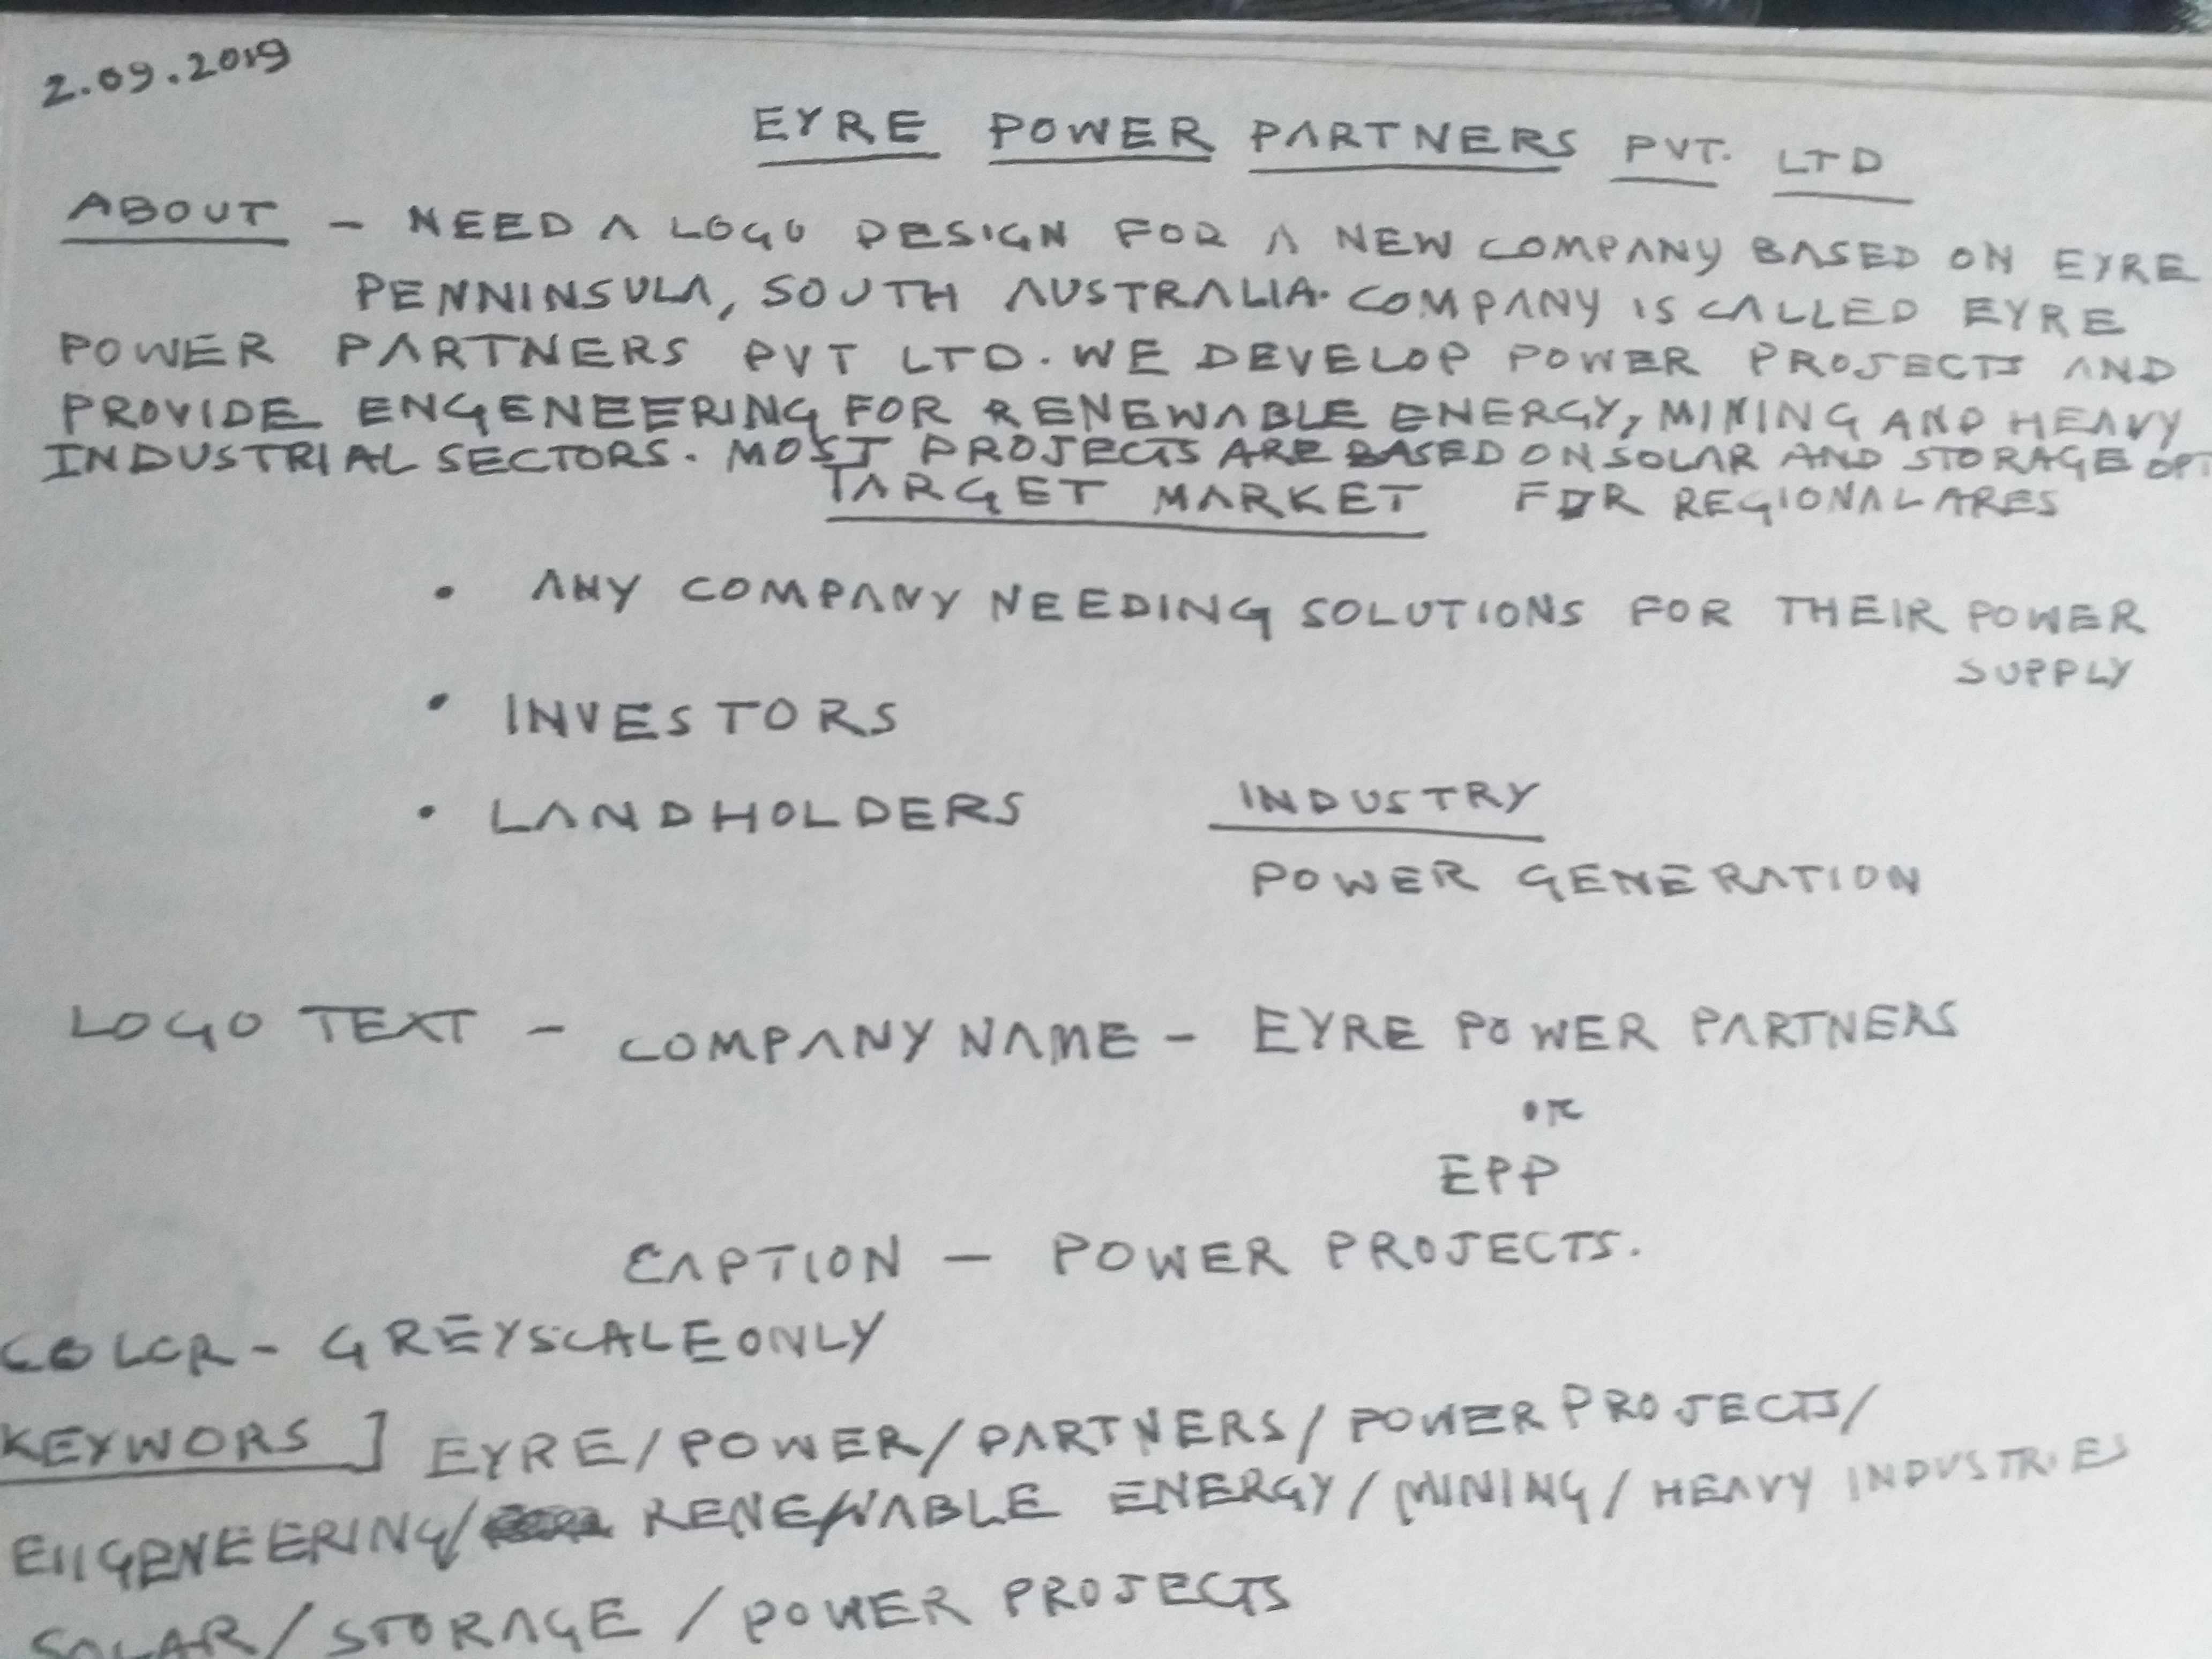 2.09.2019
EYRE POWER PARTNERS PVT. LTD
ABOUT - NEED A LOGO DESIGN FOR A NEW COMPANY BASED ON EYRE
PENNINSULA, SOUTH AUSTRALIA. COMPANY IS CALLED EYRE
POWER PARTNERS PVT LTD. WE DEVELOP POWER PROJECTS AND
PROVIDE ENGENEERING FOR RENEWABLE ENERGY, MINING AND HEAVY
INDUSTRIAL SECTORS. MOST PROJECTS ARE BASED ON SOLAR AND STORAGE OPT
TARGET MARKET FOR REGIONAL ARES
• ANY COMPANY NEEDING SOLUTIONS FOR THEIR POWER
SUPPLY
• INVESTORS
• LANDHOLDERS
INDUSTRY
POWER GENERATION
LOGO TEXT - COMPANY NAME - EYRE POWER PARTNERS
or
EPP
CAPTION - POWER PROJECTS.
COLOR - GREYSCALE ONLY
KEYWORS ] EYRE/POWER/PARTNERS/POWER PROJECTS/
ENGENEERING/ RENEWABLE ENERGY/MINING/HEAVY INDUSTRIES
SOLAR/STORAGE/POWER PROJECTS